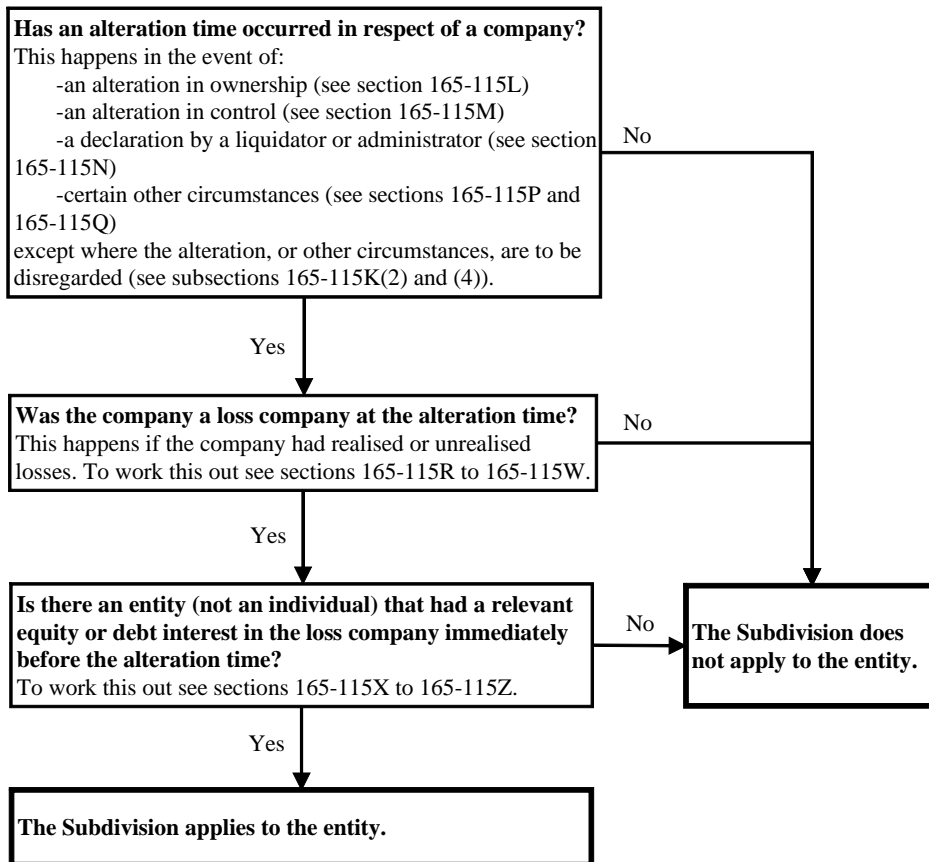 Has an alteration time occurred in respect of a company?
This happens in the event of:
-an alteration in ownership (see section 165-115L)
-an alteration in control (see section 165-115M)
-a declaration by a liquidator or administrator (see section
165-115N)
-certain other circumstances (see sections 165-115P and
165-115Q)
except where the alteration, or other circumstances, are to be
disregarded (see subsections 165-115K(2) and (4)).
No
Yes
Was the company a loss company at the alteration time?
This happens if the company had realised or unrealised
losses. To work this out see sections 165-115R to 165-115W.
No
Yes
Is there an entity (not an individual) that had a relevant
equity or debt interest in the loss company immediately
before the alteration time?
To work this out see sections 165-115X to 165-115Z.
No
The Subdivision does
not apply to the entity.
Yes
The Subdivision applies to the entity.